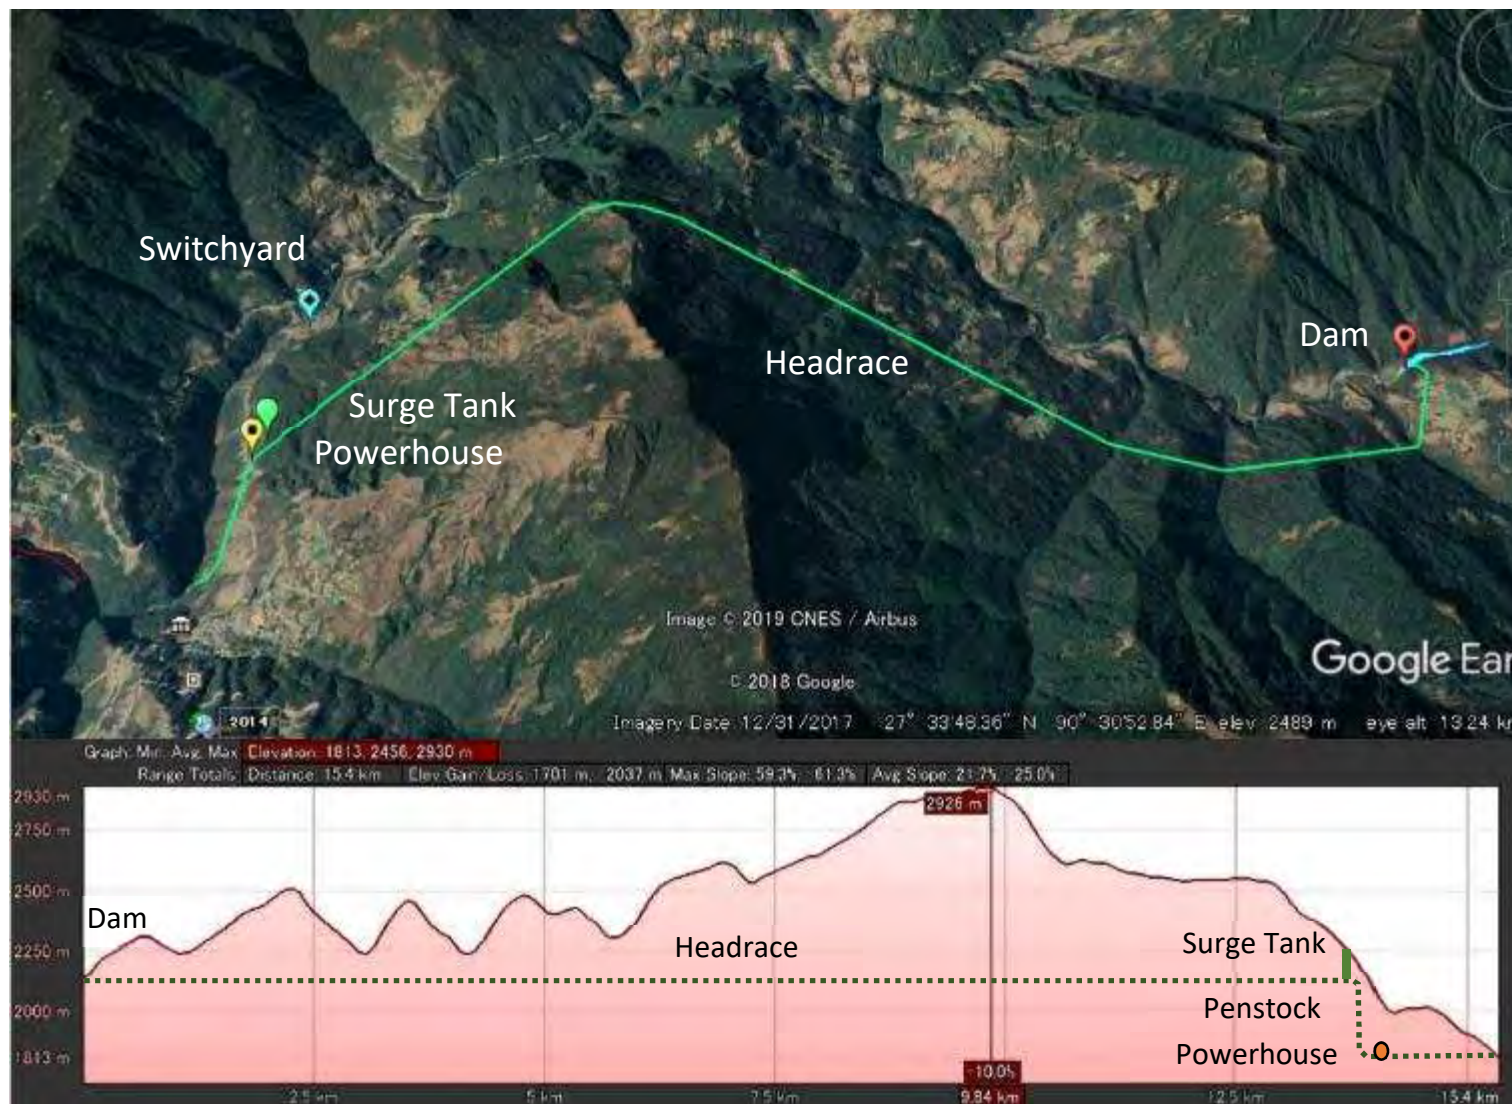 Switchyard
Dam
Headrace
Surge Tank
Powerhouse
Image © 2019 CNES / Airbus
© 2018 Google
Google Ear
2014
Imagery Date: 12/31/2017 27° 33'48.36" N 90° 30'52.84" E elev 2489 m eye alt 13.24 km
Graph: Min, Avg, Max Elevation: 1813, 2456, 2930 m
Range Totals: Distance: 15.4 km Elev Gain/Loss: 1701 m, -2037 m Max Slope: 59.3%, -61.3% Avg Slope: 21.7%, -25.0%
2930 m
2926 m
2750 m
2500 m
Dam
2250 m
Headrace
Surge Tank
2000 m
Penstock
1813 m
Powerhouse
-10.0%
2.5 km 5 km 7.5 km 9.84 km 12.5 km 15.4 km